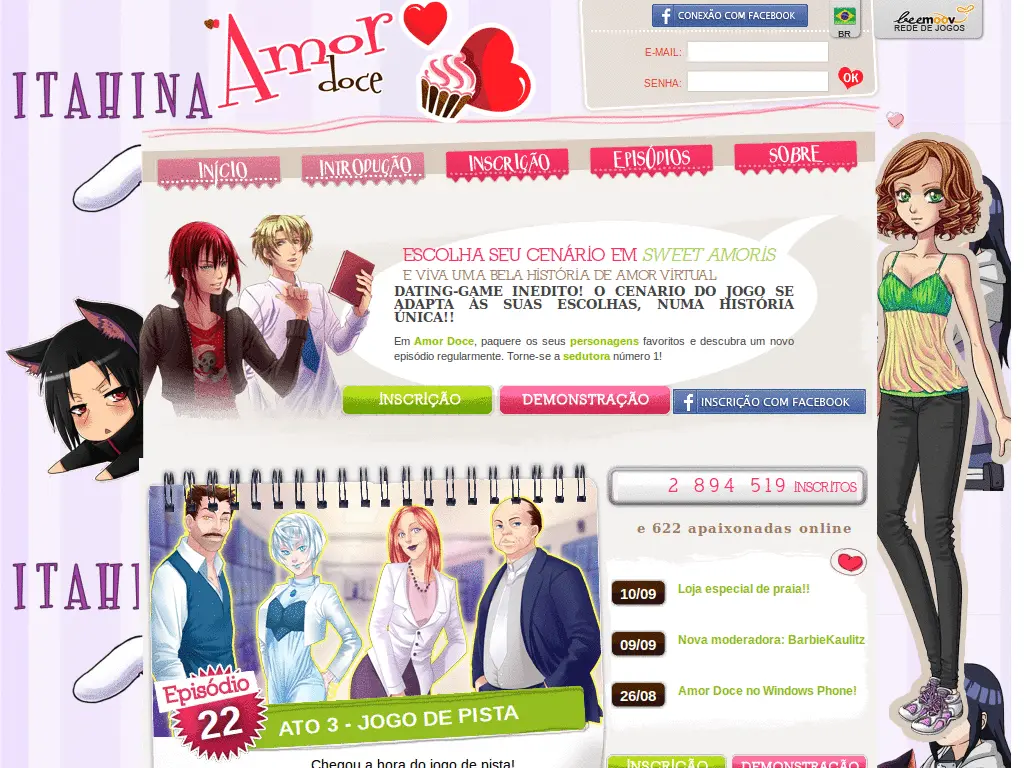 CONEXÃO COM FACEBOOK
BR
beemoov
REDE DE JOGOS
E-MAIL:
SENHA:
OK
ITAHINA
Amor
doce
INÍCIO
INTRODUÇÃO
INSCRIÇÃO
EPISÓDIOS
SOBRE
ESCOLHA SEU CENÁRIO EM SWEET AMORIS
E VIVA UMA BELA HISTÓRIA DE AMOR VIRTUAL
DATING-GAME INEDITO! O CENARIO DO JOGO SE
ADAPTA ÀS SUAS ESCOLHAS, NUMA HISTÓRIA
ÚNICA!!
Em Amor Doce, paquere os seus personagens favoritos e descubra um novo
episódio regularmente. Torne-se a sedutora número 1!
INSCRIÇÃO
DEMONSTRAÇÃO
INSCRIÇÃO COM FACEBOOK
2 894 519 INSCRITOS
e 622 apaixonadas online
10/09 Loja especial de praia!!
09/09 Nova moderadora: BarbieKaulitz
26/08 Amor Doce no Windows Phone!
ITAHI
Episódio
22
ATO 3 - JOGO DE PISTA
Chegou a hora do jogo de pista!
INSCRIÇÃO
DEMONSTRAÇÃO